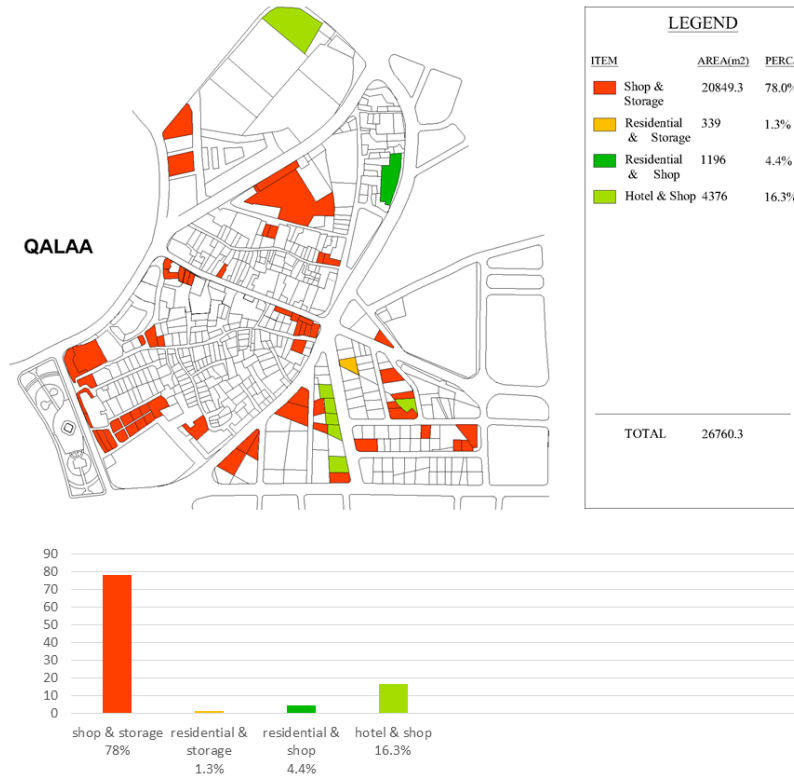 LEGEND
ITEM AREA(m2) PERC.
Shop & 20849.3 78.0%
Storage
Residential 339 1.3%
& Storage
Residential 1196 4.4%
& Shop
Hotel & Shop 4376 16.3%
QALAA
TOTAL 26760.3
90
80
70
60
50
40
30
20
10
0
shop & storage residential & residential & hotel & shop
78% storage shop 16.3%
1.3% 4.4%